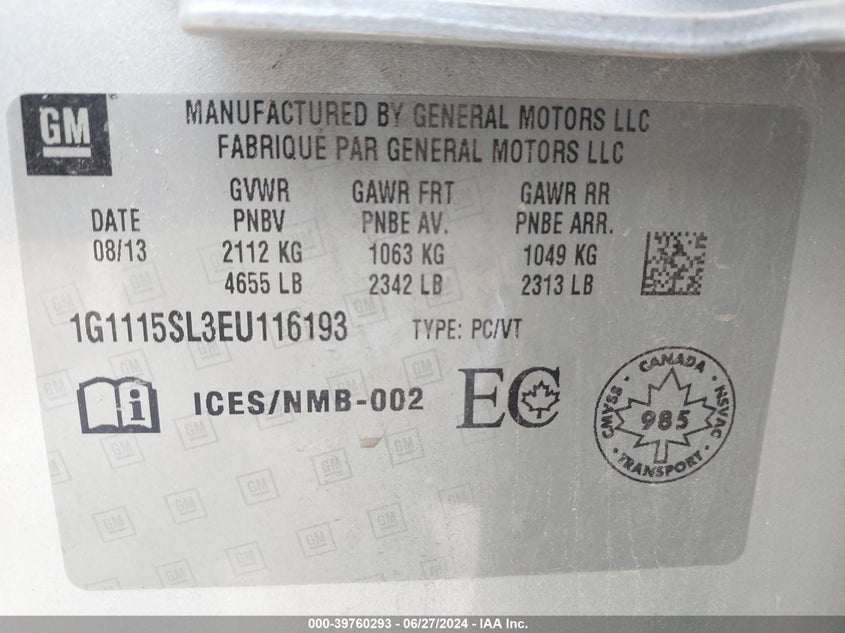 GM
MANUFACTURED BY GENERAL MOTORS LLC
FABRIQUÉ PAR GENERAL MOTORS LLC
GVWR GAWR FRT GAWR RR
DATE PNBV PNBE AV. PNBE ARR.
08/13 2112 KG 1063 KG 1049 KG
4655 LB 2342 LB 2313 LB
1G1115SL3EU116193 TYPE: PC/VT
i ICES/NMB-002 EC
CANADA
CMVSS 985 NSVAC
TRANSPORT
000-39760293 - 06/27/2024 - IAA Inc.